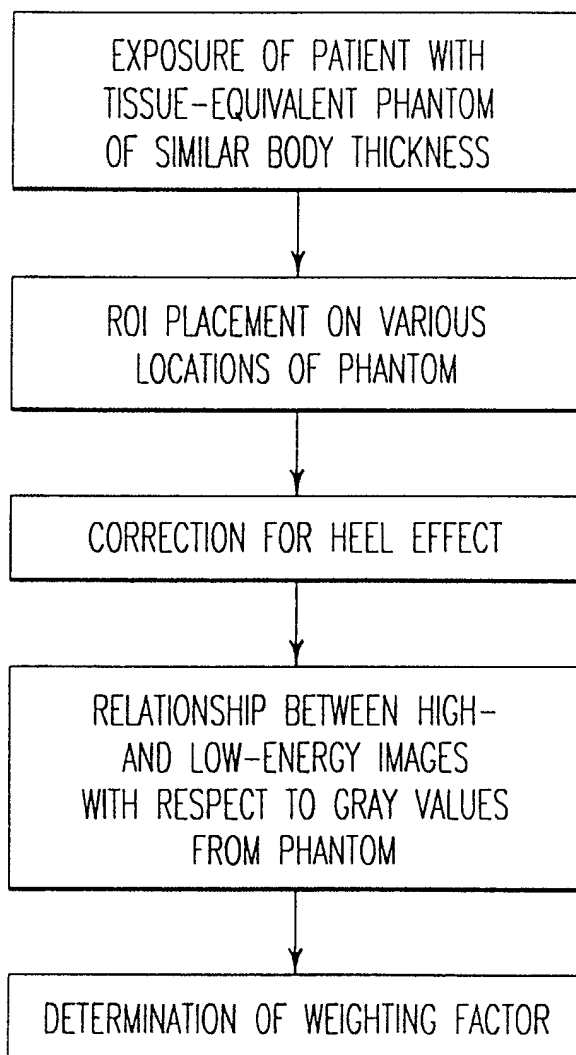 EXPOSURE OF PATIENT WITH
TISSUE-EQUIVALENT PHANTOM
OF SIMILAR BODY THICKNESS
ROI PLACEMENT ON VARIOUS
LOCATIONS OF PHANTOM
CORRECTION FOR HEEL EFFECT
RELATIONSHIP BETWEEN HIGH-
AND LOW-ENERGY IMAGES
WITH RESPECT TO GRAY VALUES
FROM PHANTOM
DETERMINATION OF WEIGHTING FACTOR